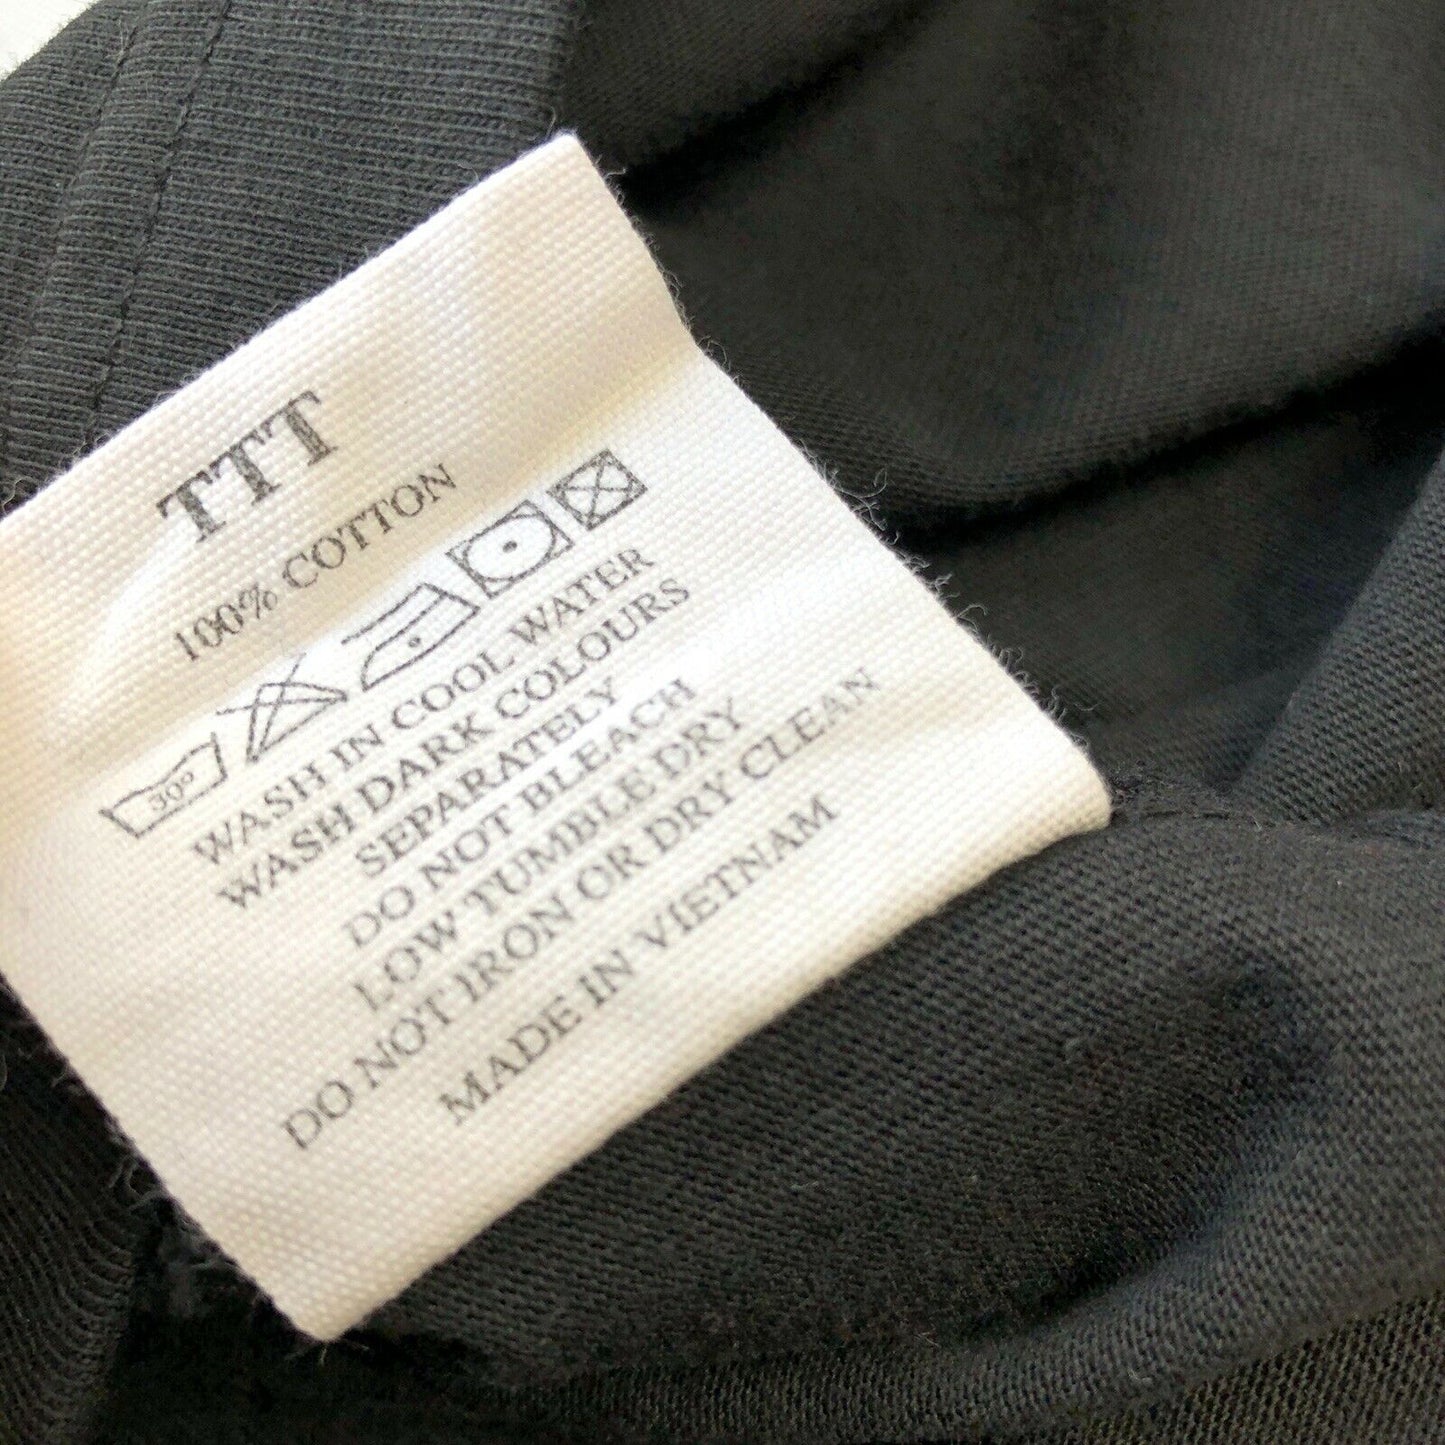 TTT
100% COTTON
30°
WASH IN COOL WATER
WASH DARK COLOURS
SEPARATELY
DO NOT BLEACH
LOW TUMBLE DRY
DO NOT IRON OR DRY CLEAN
MADE IN VIETNAM